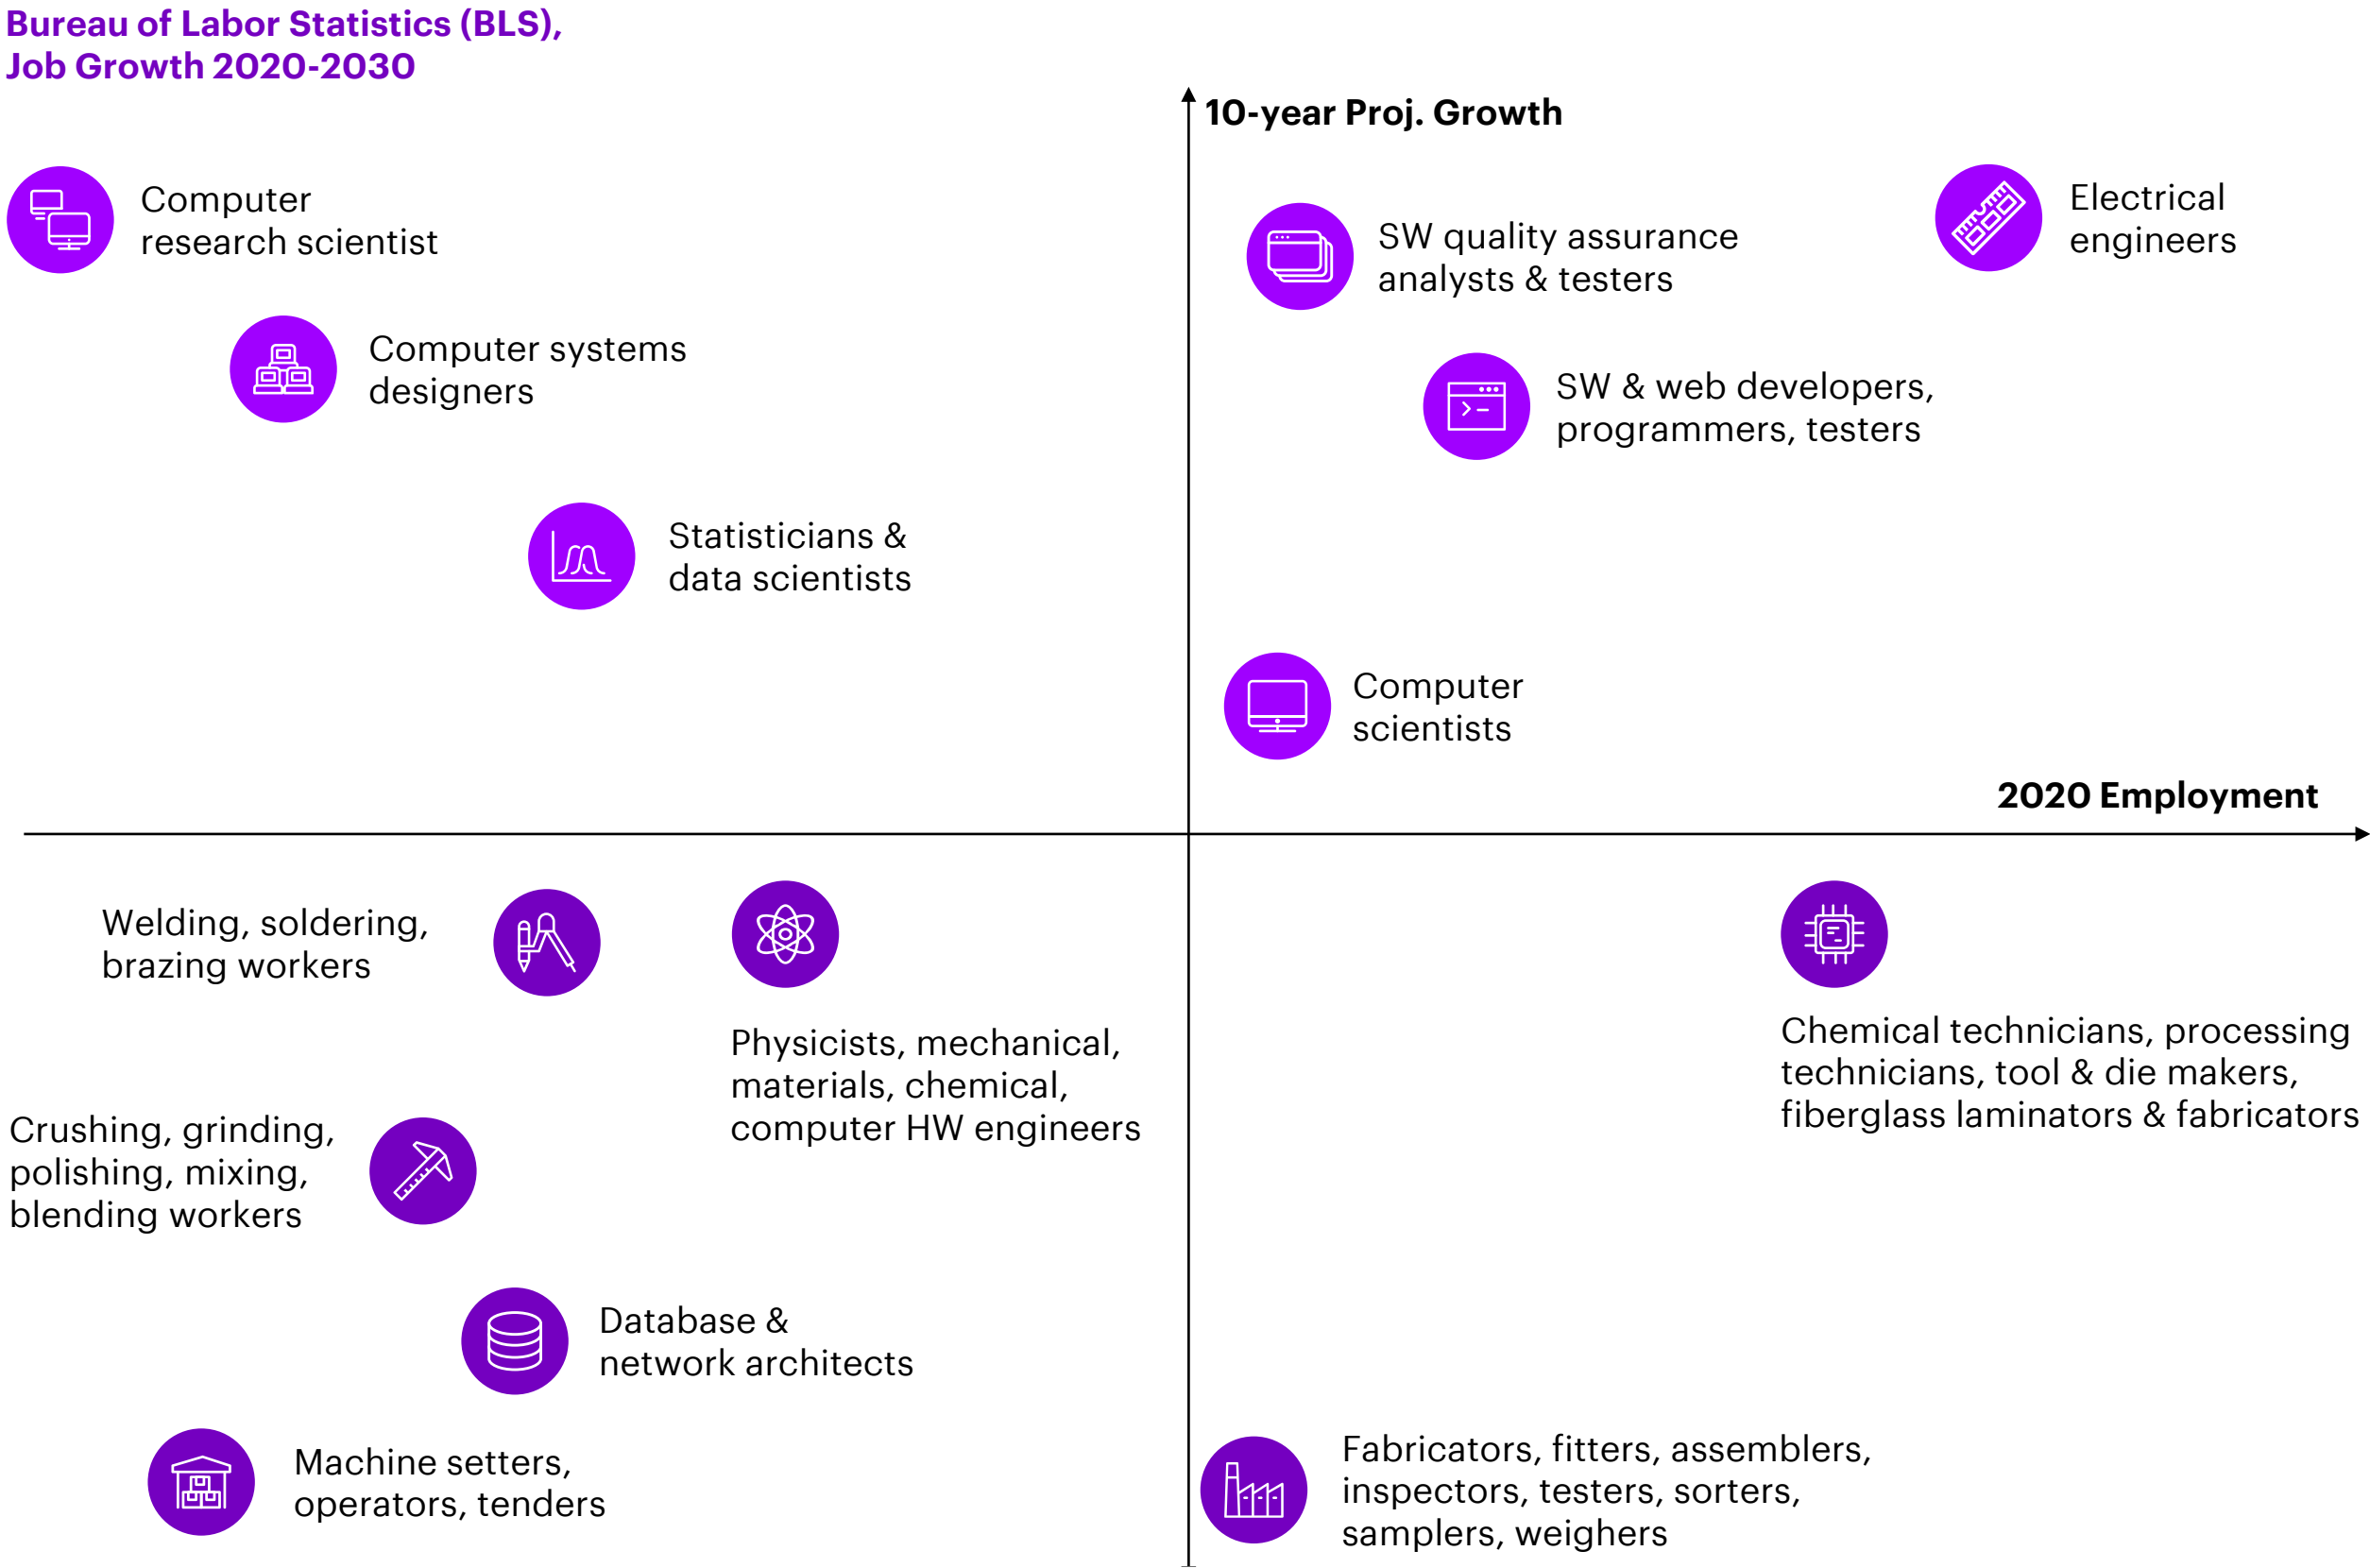 Bureau of Labor Statistics (BLS),
Job Growth 2020-2030
10-year Proj. Growth
Computer
research scientist
SW quality assurance
analysts & testers
Electrical
engineers
Computer systems
designers
SW & web developers,
programmers, testers
Statisticians &
data scientists
Computer
scientists
2020 Employment
Welding, soldering,
brazing workers
Physicists, mechanical,
materials, chemical,
computer HW engineers
Chemical technicians, processing
technicians, tool & die makers,
fiberglass laminators & fabricators
Crushing, grinding,
polishing, mixing,
blending workers
Database &
network architects
Machine setters,
operators, tenders
Fabricators, fitters, assemblers,
inspectors, testers, sorters,
samplers, weighers